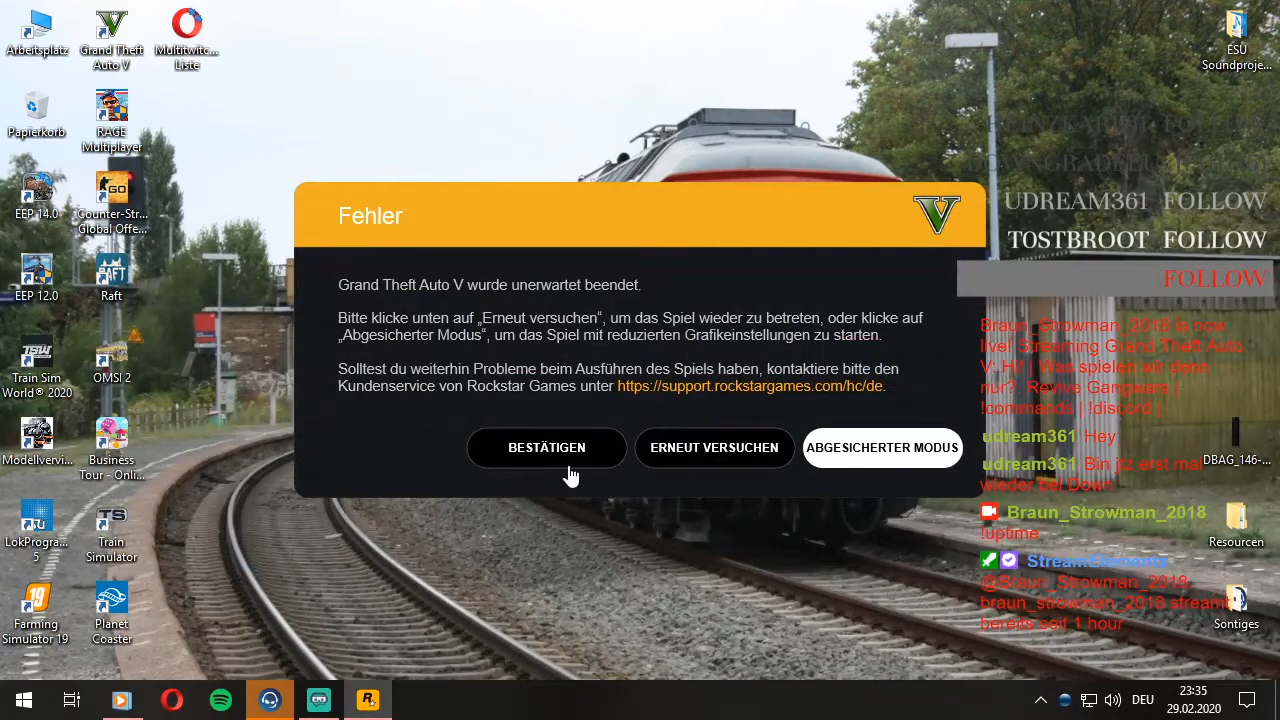 Arbeitsplatz
Grand Theft
Auto V
Multitwitc...
Liste
ESU
Soundproje...
Papierkorb
RAGE
Multiplayer
EEP 14.0
GO
Counter-Str...
Global Offe...
UDREAM361 FOLLOW
TOSTBROOT FOLLOW
FOLLOW
EEP 12.0
RAFT
Raft
TSW
Train Sim
World® 2020
OMSI 2
Modellvervi...
Business
Tour - Onli...
LokProgra...
5
TS
Train
Simulator
19
Farming
Simulator 19
Planet
Coaster
Fehler
Grand Theft Auto V wurde unerwartet beendet.
Bitte klicke unten auf „Erneut versuchen“, um das Spiel wieder zu betreten, oder klicke auf
„Abgesicherter Modus“, um das Spiel mit reduzierten Grafikeinstellungen zu starten.
Solltest du weiterhin Probleme beim Ausführen des Spiels haben, kontaktiere bitte den
Kundenservice von Rockstar Games unter https://support.rockstargames.com/hc/de.
BESTÄTIGEN
ERNEUT VERSUCHEN
ABGESICHERTER MODUS
Braun_Strowman_2018 is now
live! Streaming Grand Theft Auto
V: Hi! | Was spielen wir denn
nur? | Revive Gangwars |
!commands | !discord |
udream361 Hey
udream361 Bin jtz erst mal
wieder bei Down
Braun_Strowman_2018
!uptime
StreamElements
@Braun_Strowman_2018,
braun_strowman_2018 streamt
bereits seit 1 hour
DBAG_146-...
Resourcen
Sontiges
DEU
23:35
29.02.2020